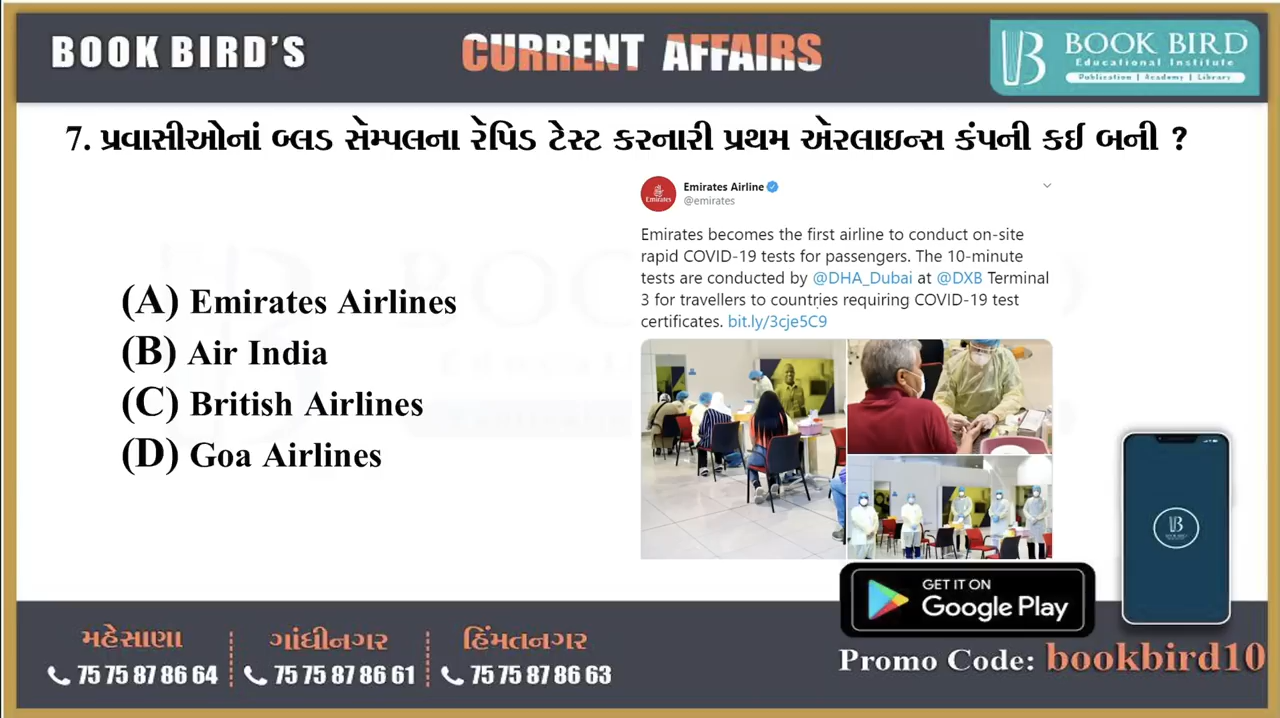 BOOK BIRD'S
CURRENT AFFAIRS
BOOK BIRD
Educational Institute
Publication | Academy | Library
7. પ્રવાસીઓનાં બ્લડ સેમ્પલના રેપિડ ટેસ્ટ કરનારી પ્રથમ એરલાઇન્સ કંપની કઈ બની ?
(A) Emirates Airlines
(B) Air India
(C) British Airlines
(D) Goa Airlines
Emirates
Emirates Airline
@emirates
Emirates becomes the first airline to conduct on-site
rapid COVID-19 tests for passengers. The 10-minute
tests are conducted by @DHA_Dubai at @DXB Terminal
3 for travellers to countries requiring COVID-19 test
certificates. bit.ly/3cje5C9
GET IT ON
Google Play
Promo Code: bookbird10
મહેસાણા
75 75 87 86 64
ગાંધીનગર
75 75 87 86 61
હિંમતનગર
75 75 87 86 63